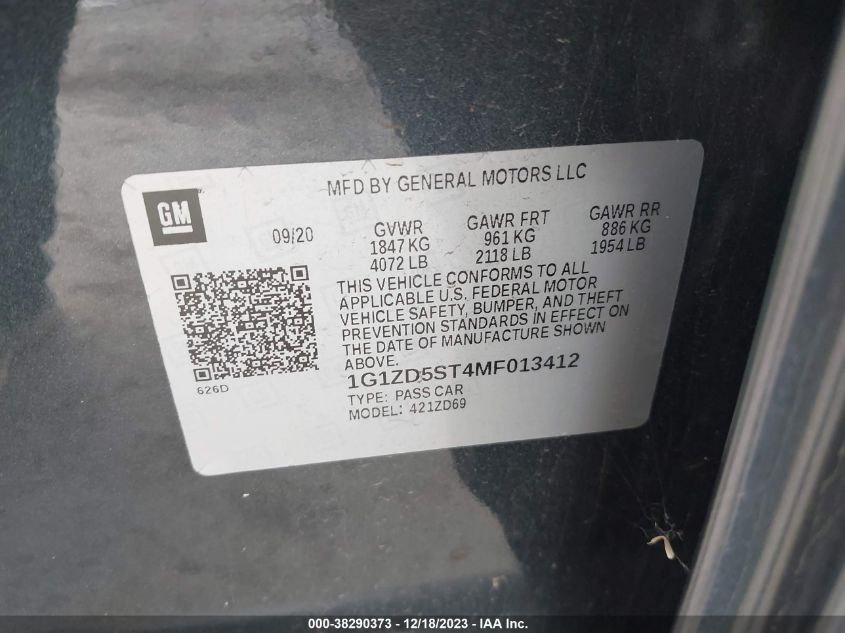 MFD BY GENERAL MOTORS LLC
GM
09/20
GVWR GAWR FRT GAWR RR
1847 KG 961 KG 886 KG
4072 LB 2118 LB 1954 LB
THIS VEHICLE CONFORMS TO ALL
APPLICABLE U.S. FEDERAL MOTOR
VEHICLE SAFETY, BUMPER, AND THEFT
PREVENTION STANDARDS IN EFFECT ON
THE DATE OF MANUFACTURE SHOWN
ABOVE.
626D
1G1ZD5ST4MF013412
TYPE: PASS CAR
MODEL: 421ZD69
000-38290373 - 12/18/2023 - IAA Inc.